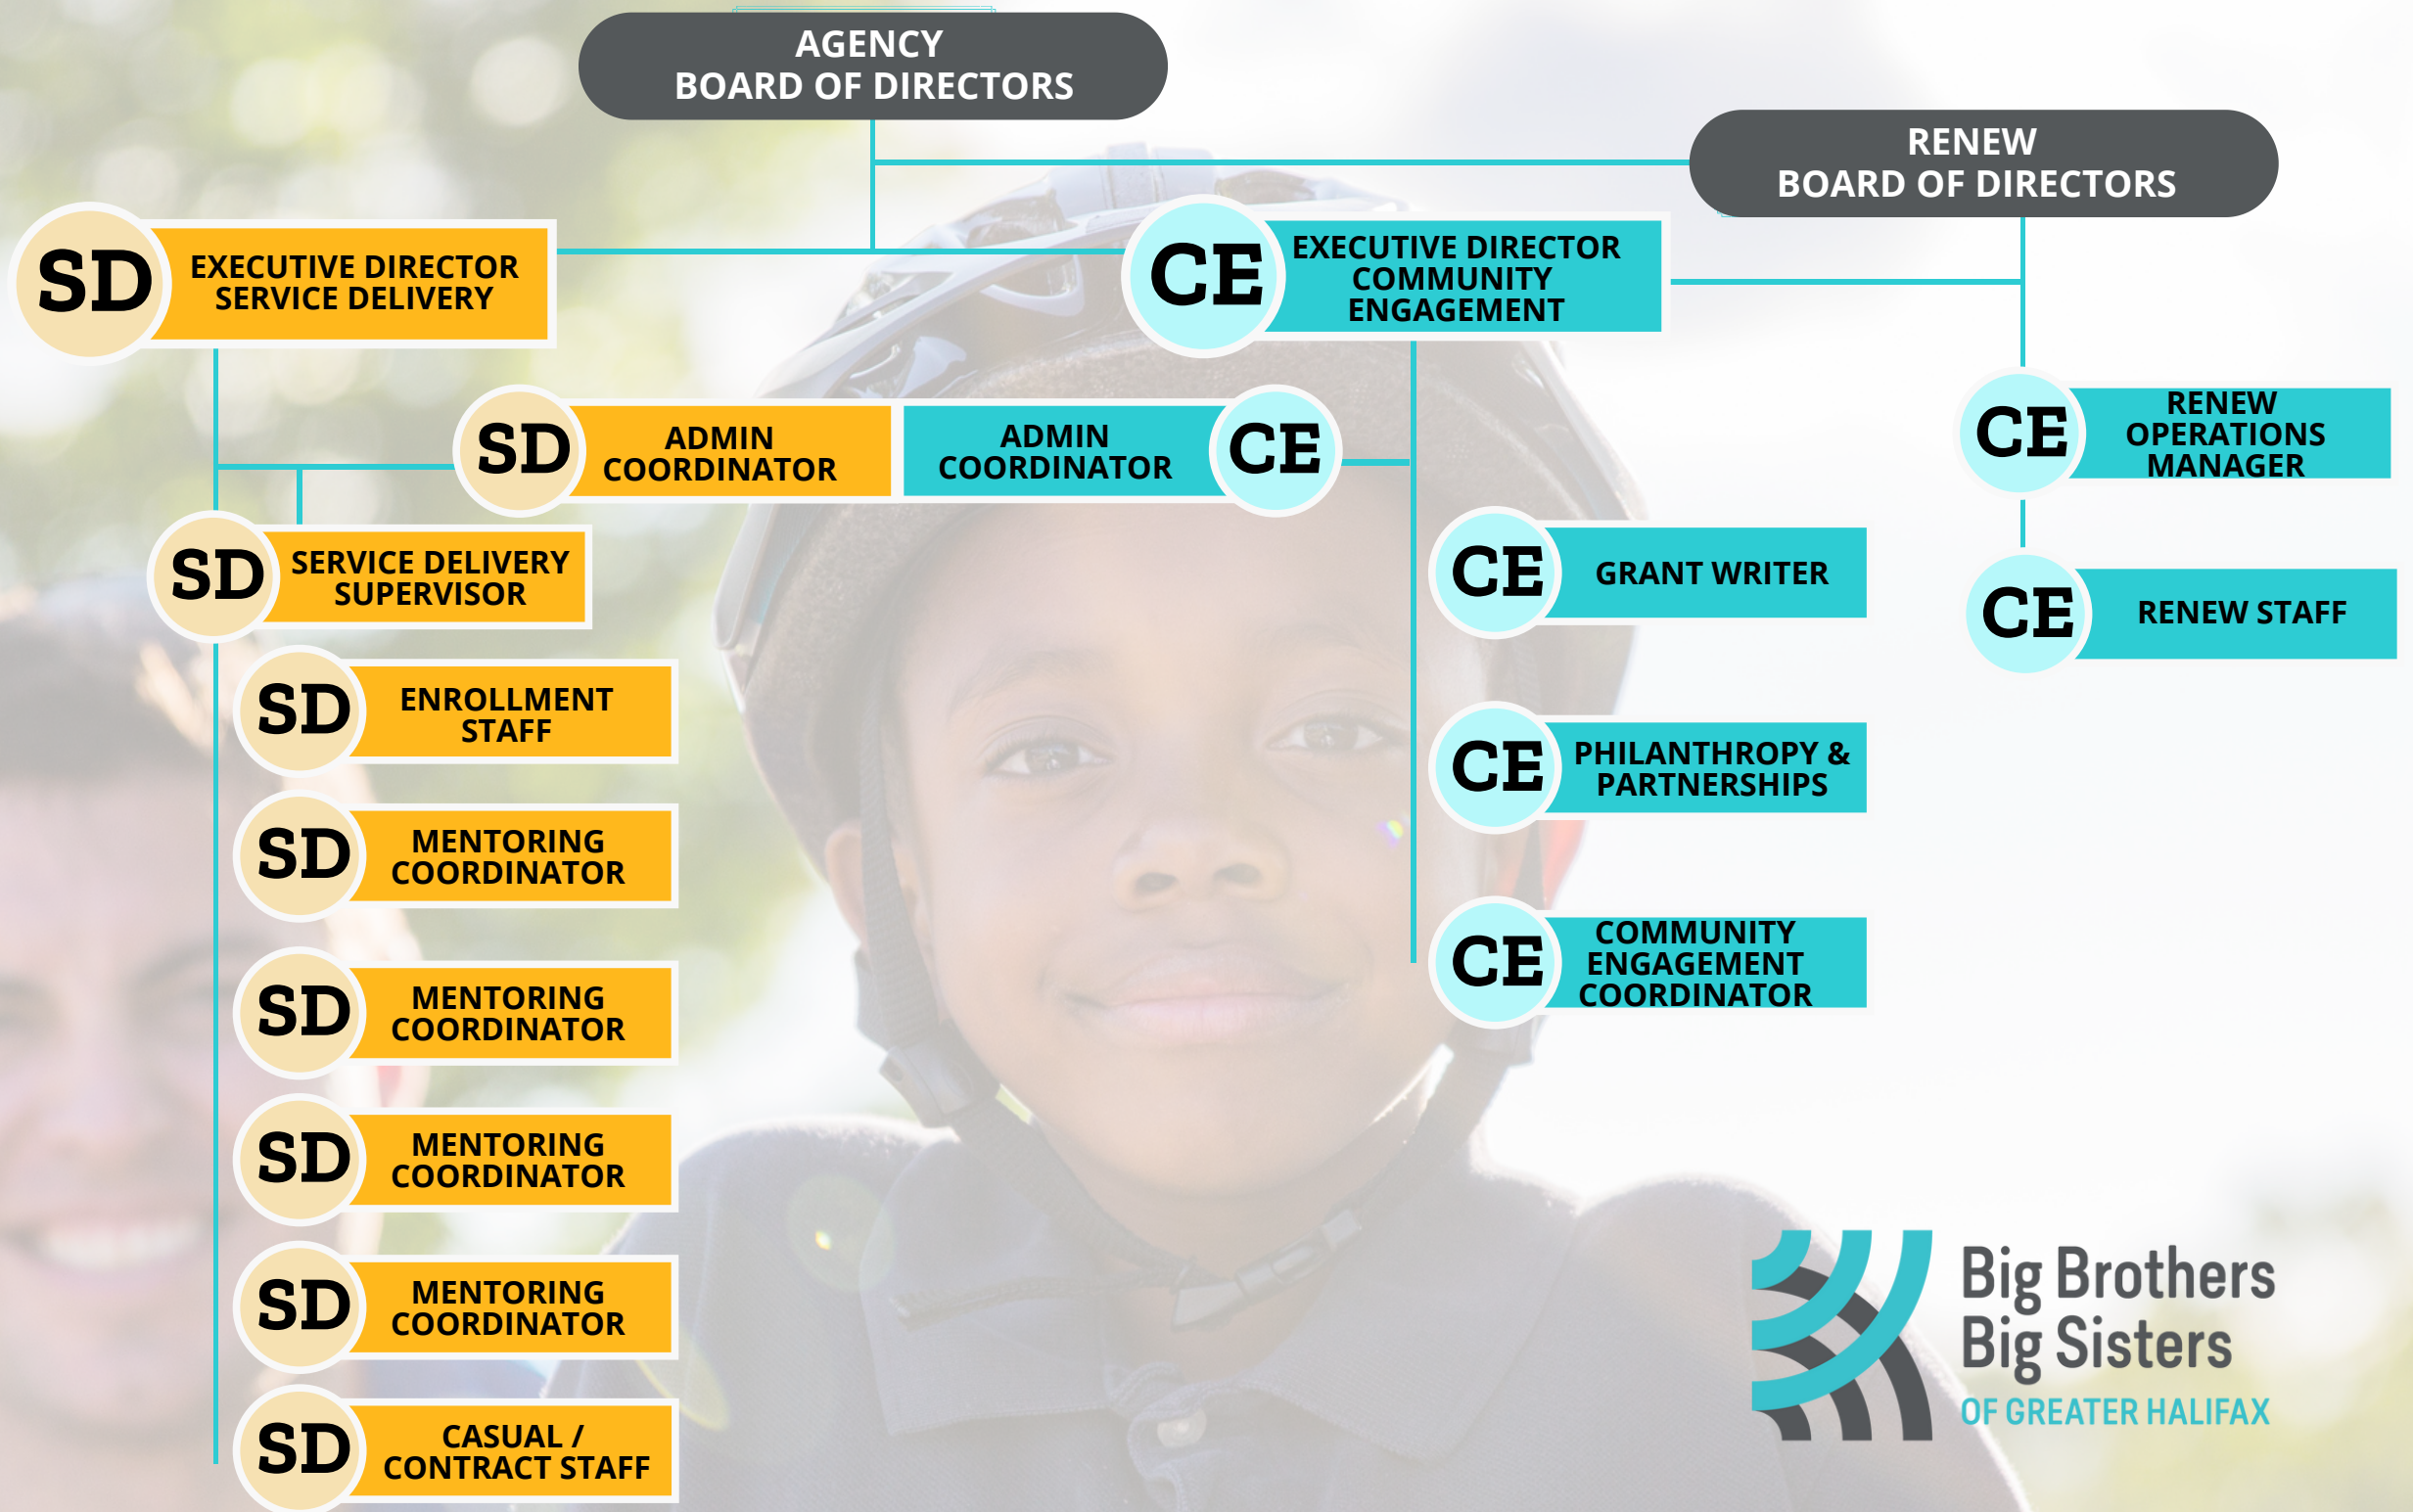 AGENCY
BOARD OF DIRECTORS
RENEW
BOARD OF DIRECTORS
SD
EXECUTIVE DIRECTOR
SERVICE DELIVERY
CE
EXECUTIVE DIRECTOR
COMMUNITY
ENGAGEMENT
SD
ADMIN
COORDINATOR
ADMIN
COORDINATOR
CE
CE
RENEW
OPERATIONS
MANAGER
SD
SERVICE DELIVERY
SUPERVISOR
CE
GRANT WRITER
CE
RENEW STAFF
SD
ENROLLMENT
STAFF
CE
PHILANTHROPY &
PARTNERSHIPS
SD
MENTORING
COORDINATOR
CE
COMMUNITY
ENGAGEMENT
COORDINATOR
SD
MENTORING
COORDINATOR
SD
MENTORING
COORDINATOR
SD
MENTORING
COORDINATOR
SD
CASUAL /
CONTRACT STAFF
Big Brothers
Big Sisters
OF GREATER HALIFAX